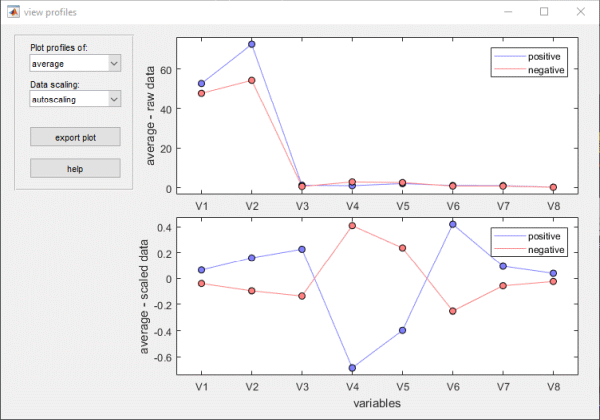 view profiles
Plot profiles of:
average
Data scaling:
autoscaling
export plot
help
average - raw data
60
40
20
0
positive
negative
V1 V2 V3 V4 V5 V6 V7 V8
average - scaled data
0.4
0.2
0
-0.2
-0.4
-0.6
positive
negative
V1 V2 V3 V4 V5 V6 V7 V8
variables